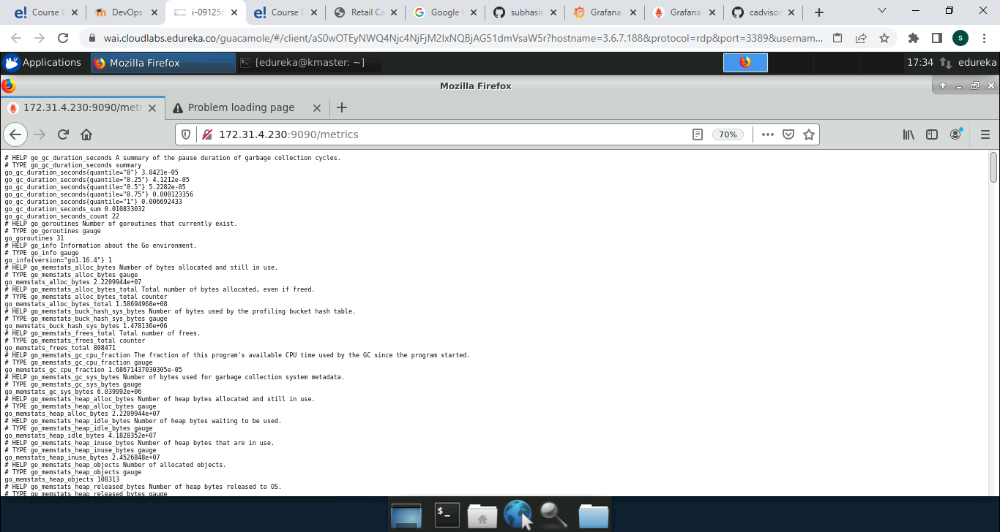 Course
DevOps
i-09125
Course
Retail Ca
Google
subhasis
Grafana
Grafana
cadvisor
wai.cloudlabs.edureka.co/guacamole/#/client/aS0wOTEyNWQ4Njc4NjFjM2IxNQBjAG51dmVsaW5r?hostname=3.6.7.188&protocol=rdp&port=3389&usernam...
S
Applications
Mozilla Firefox
[edureka@kmaster: ~]
17:34
edureka
Mozilla Firefox
172.31.4.230:9090/metr
Problem loading page
172.31.4.230:9090/metrics
70%
# HELP go_gc_duration_seconds A summary of the pause duration of garbage collection cycles.
# TYPE go_gc_duration_seconds summary
go_gc_duration_seconds{quantile="0"} 3.8421e-05
go_gc_duration_seconds{quantile="0.25"} 4.1212e-05
go_gc_duration_seconds{quantile="0.5"} 5.2282e-05
go_gc_duration_seconds{quantile="0.75"} 0.000123356
go_gc_duration_seconds{quantile="1"} 0.006692433
go_gc_duration_seconds_sum 0.010833032
go_gc_duration_seconds_count 22
# HELP go_goroutines Number of goroutines that currently exist.
# TYPE go_goroutines gauge
go_goroutines 31
# HELP go_info Information about the Go environment.
# TYPE go_info gauge
go_info{version="go1.16.4"} 1
# HELP go_memstats_alloc_bytes Number of bytes allocated and still in use.
# TYPE go_memstats_alloc_bytes gauge
go_memstats_alloc_bytes 2.2209944e+07
# HELP go_memstats_alloc_bytes_total Total number of bytes allocated, even if freed.
# TYPE go_memstats_alloc_bytes_total counter
go_memstats_alloc_bytes_total 1.58694968e+08
# HELP go_memstats_buck_hash_sys_bytes Number of bytes used by the profiling bucket hash table.
# TYPE go_memstats_buck_hash_sys_bytes gauge
go_memstats_buck_hash_sys_bytes 1.478136e+06
# HELP go_memstats_frees_total Total number of frees.
# TYPE go_memstats_frees_total counter
go_memstats_frees_total 808471
# HELP go_memstats_gc_cpu_fraction The fraction of this program's available CPU time used by the GC since the program started.
# TYPE go_memstats_gc_cpu_fraction gauge
go_memstats_gc_cpu_fraction 1.68671437030305e-05
# HELP go_memstats_gc_sys_bytes Number of bytes used for garbage collection system metadata.
# TYPE go_memstats_gc_sys_bytes gauge
go_memstats_gc_sys_bytes 6.039992e+06
# HELP go_memstats_heap_alloc_bytes Number of heap bytes allocated and still in use.
# TYPE go_memstats_heap_alloc_bytes gauge
go_memstats_heap_alloc_bytes 2.2209944e+07
# HELP go_memstats_heap_idle_bytes Number of heap bytes waiting to be used.
# TYPE go_memstats_heap_idle_bytes gauge
go_memstats_heap_idle_bytes 4.1828352e+07
# HELP go_memstats_heap_inuse_bytes Number of heap bytes that are in use.
# TYPE go_memstats_heap_inuse_bytes gauge
go_memstats_heap_inuse_bytes 2.4526848e+07
# HELP go_memstats_heap_objects Number of allocated objects.
# TYPE go_memstats_heap_objects gauge
go_memstats_heap_objects 108313
# HELP go_memstats_heap_released_bytes Number of heap bytes released to OS.
# TYPE go_memstats_heap_released_bytes gauge